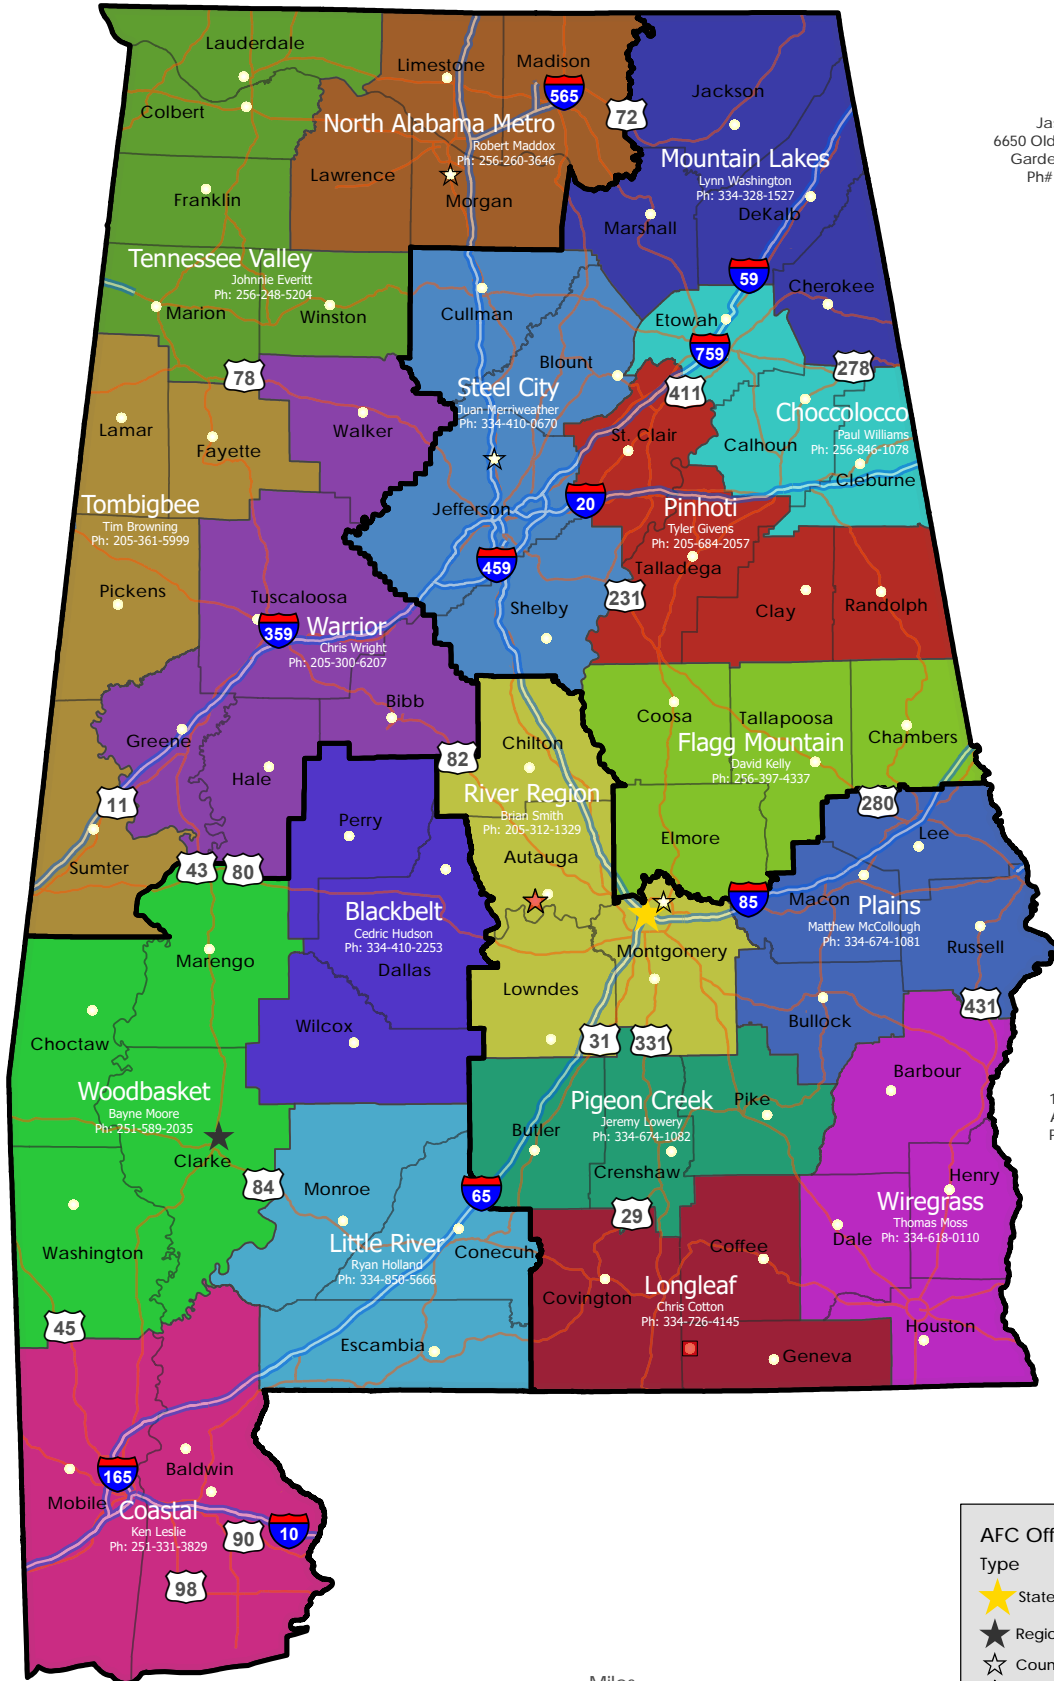 Lauderdale
Limestone
Madison
565
Colbert
Jackson
72
North Alabama Metro
Robert Maddox
Ph: 256-260-3646
6650 Old
Garde
Ph#
Mountain Lakes
Lynn Washington
Ph: 334-328-1527
Lawrence
Morgan
Franklin
DeKalb
Marshall
Tennessee Valley
Johnnie Everitt
Ph: 256-248-5204
59
Cherokee
Marion
Winston
Cullman
Etowah
759
Blount
278
78
Steel City
Juan Merriweather
Ph: 334-410-0670
411
Choccolocco
Paul Williams
Ph: 256-846-1078
Lamar
Walker
St. Clair
Calhoun
Fayette
Cleburne
Tombigbee
Tim Browning
Ph: 205-361-5999
Jefferson
20
Pinhoti
Tyler Givens
Ph: 205-684-2057
459
Talladega
Pickens
Tuscaloosa
Shelby
231
Clay
Randolph
359
Warrior
Chris Wright
Ph: 205-300-6207
Bibb
Coosa
Tallapoosa
Greene
Chilton
Flagg Mountain
David Kelly
Ph: 256-397-4337
Chambers
82
Hale
River Region
Brian Smith
Ph: 205-312-1329
11
280
Perry
Elmore
Lee
Sumter
43
80
Autauga
85
Macon
Plains
Matthew McCollough
Ph: 334-674-1081
Blackbelt
Cedric Hudson
Ph: 334-410-2253
Marengo
Dallas
Montgomery
Russell
Lowndes
Wilcox
Bullock
431
Choctaw
31
331
Barbour
Woodbasket
Bayne Moore
Ph: 251-589-2035
Pigeon Creek
Jeremy Lowery
Ph: 334-674-1082
Pike
Butler
Clarke
Crenshaw
Henry
84
Monroe
65
Wiregrass
Thomas Moss
Ph: 334-618-0110
29
Washington
Little River
Ryan Holland
Ph: 334-850-5666
Conecuh
Coffee
Dale
Longleaf
Chris Cotton
Ph: 334-726-4145
Covington
45
Houston
Escambia
Geneva
Baldwin
165
Mobile
Coastal
Ken Leslie
Ph: 251-331-3829
90
10
98
AFC Off
Type
State
Regio
Coun